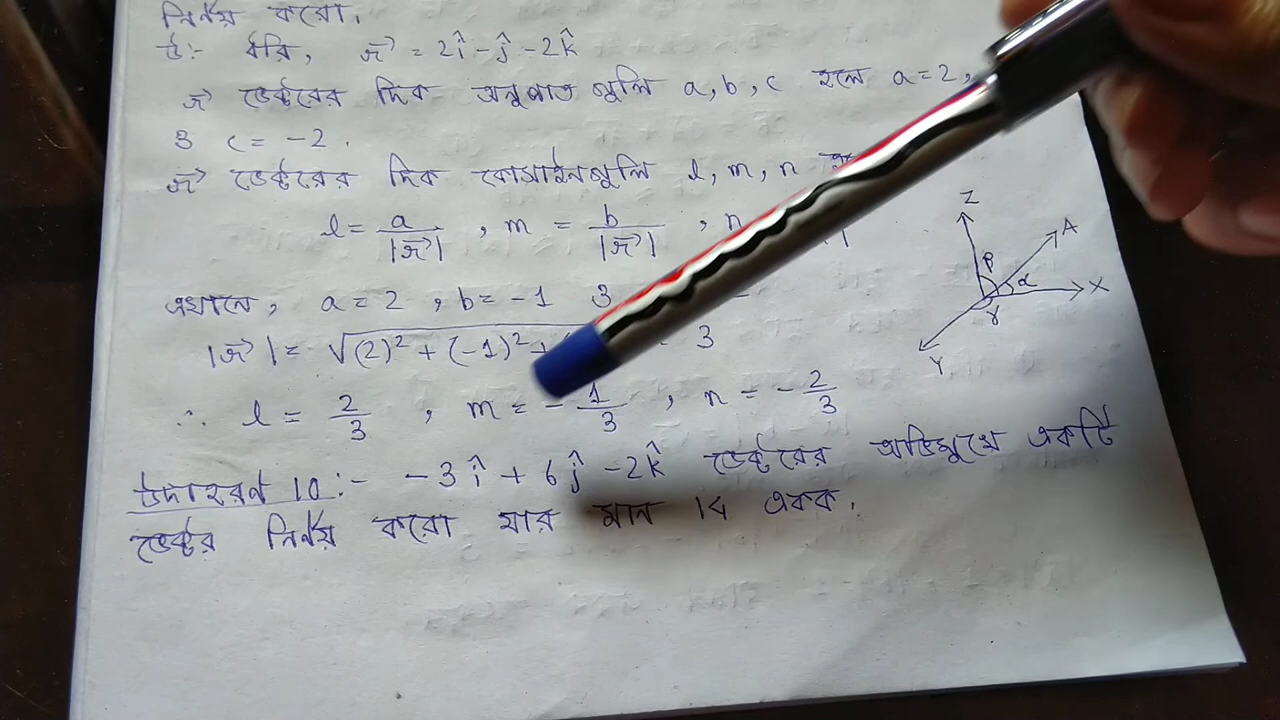 নির্ণয় করো।
উঃ- ধরি, r⃗ = 2î - ĵ - 2k̂
r⃗ ভেক্টরের দিক অনুপাত গুলি a, b, c হলে a = 2,
ও c = -2.
r⃗ ভেক্টরের দিক কোসাইনগুলি l, m, n
l = a/|r⃗| , m = b/|r⃗| , n
এখানে, a = 2 , b = -1 ও
|r⃗| = √(2)² + (-1)² + 3
∴ l = 2/3 , m = - 1/3 , n = - 2/3
উদাহরণ 10:- -3î + 6ĵ - 2k̂ ভেক্টরের অভিমুখে একটি
ভেক্টর নির্ণয় করো যার মান 14 একক.
Z
A
β
α
X
γ
Y